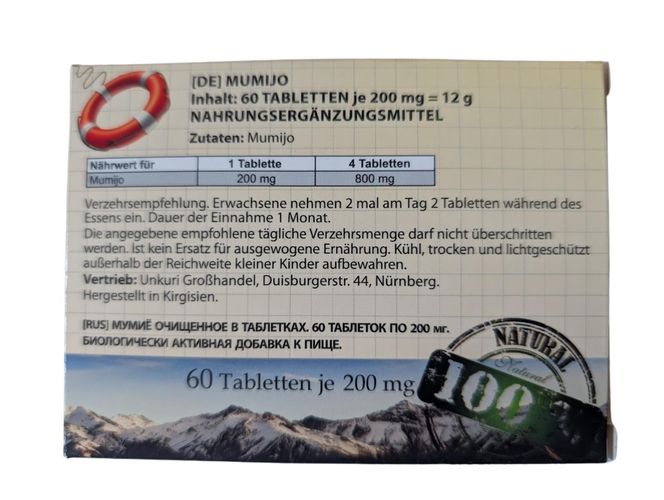 [DE] MUMIJO
Inhalt: 60 TABLETTEN je 200 mg = 12 g
NAHRUNGSERGÄNZUNGSMITTEL
Zutaten: Mumijo
Nährwert für 1 Tablette 4 Tabletten
Mumijo 200 mg 800 mg
Verzehrsempfehlung. Erwachsene nehmen 2 mal am Tag 2 Tabletten während des
Essens ein. Dauer der Einnahme 1 Monat.
Die angegebene empfohlene tägliche Verzehrsmenge darf nicht überschritten
werden. Ist kein Ersatz für ausgewogene Ernährung. Kühl, trocken und lichtgeschützt
außerhalb der Reichweite kleiner Kinder aufbewahren.
Vertrieb: Unkuri Großhandel, Duisburgerstr. 44, Nürnberg.
Hergestellt in Kirgisien.
[RUS] МУМИЁ ОЧИЩЕННОЕ В ТАБЛЕТКАХ. 60 ТАБЛЕТОК ПО 200 мг.
БИОЛОГИЧЕСКИ АКТИВНАЯ ДОБАВКА К ПИЩЕ.
NATURAL
Natural
100
60 Tabletten je 200 mg